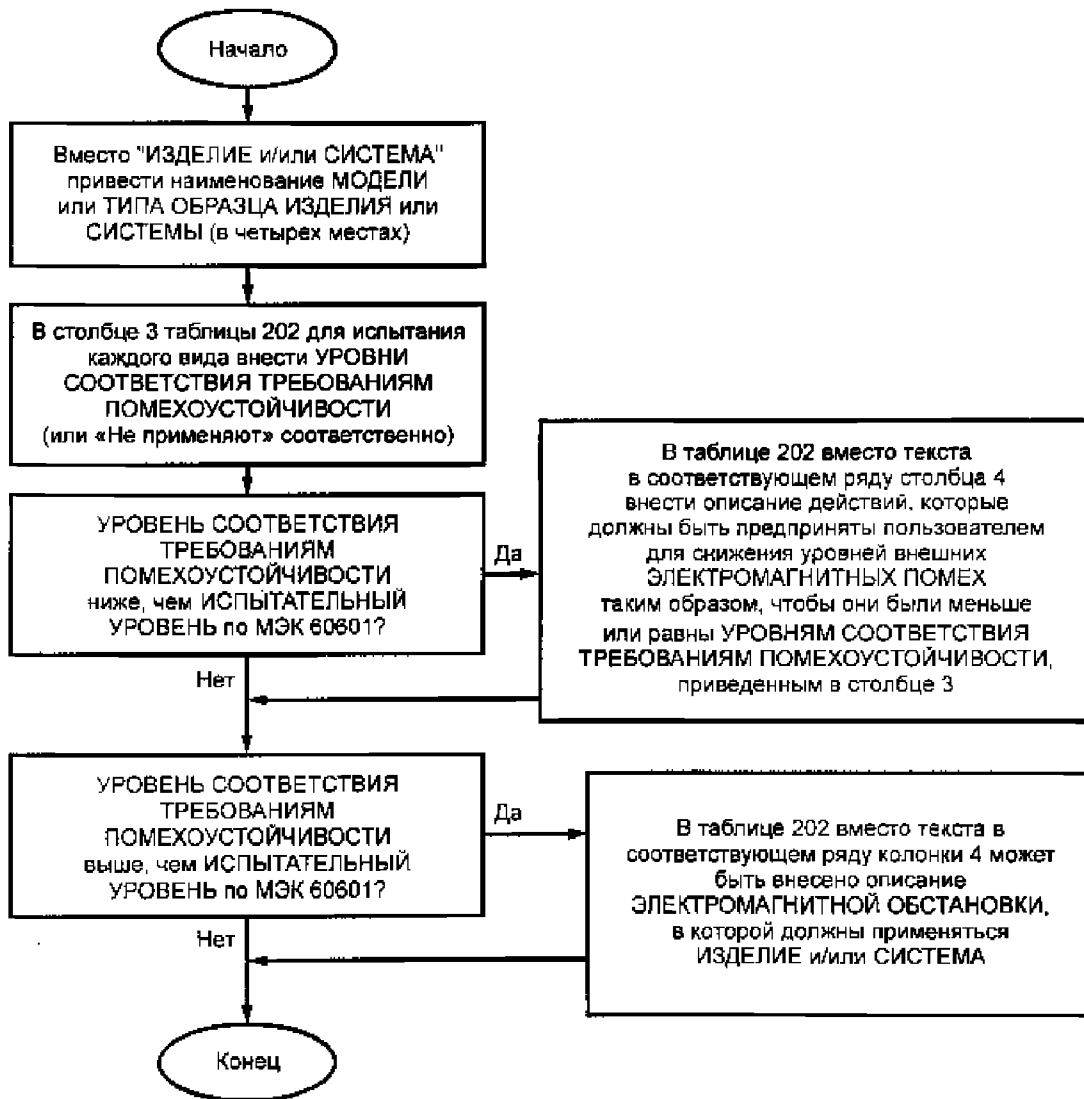 Начало
Вместо "ИЗДЕЛИЕ и/или СИСТЕМА"
привести наименование МОДЕЛИ
или ТИПА ОБРАЗЦА ИЗДЕЛИЯ или
СИСТЕМЫ (в четырех местах)
В столбце 3 таблицы 202 для испытания
каждого вида внести УРОВНИ
СООТВЕТСТВИЯ ТРЕБОВАНИЯМ
ПОМЕХОУСТОЙЧИВОСТИ
(или «Не применяют» соответственно)
УРОВЕНЬ СООТВЕТСТВИЯ
ТРЕБОВАНИЯМ
ПОМЕХОУСТОЙЧИВОСТИ
ниже, чем ИСПЫТАТЕЛЬНЫЙ
УРОВЕНЬ по МЭК 60601?
Да
В таблице 202 вместо текста
в соответствующем ряду столбца 4
внести описание действий, которые
должны быть предприняты пользователем
для снижения уровней внешних
ЭЛЕКТРОМАГНИТНЫХ ПОМЕХ
таким образом, чтобы они были меньше
или равны УРОВНЯМ СООТВЕТСТВИЯ
ТРЕБОВАНИЯМ ПОМЕХОУСТОЙЧИВОСТИ,
приведенным в столбце 3
Нет
УРОВЕНЬ СООТВЕТСТВИЯ
ТРЕБОВАНИЯМ
ПОМЕХОУСТОЙЧИВОСТИ
выше, чем ИСПЫТАТЕЛЬНЫЙ
УРОВЕНЬ по МЭК 60601?
Да
В таблице 202 вместо текста в
соответствующем ряду колонки 4 может
быть внесено описание
ЭЛЕКТРОМАГНИТНОЙ ОБСТАНОВКИ,
в которой должны применяться
ИЗДЕЛИЕ и/или СИСТЕМА
Нет
Конец